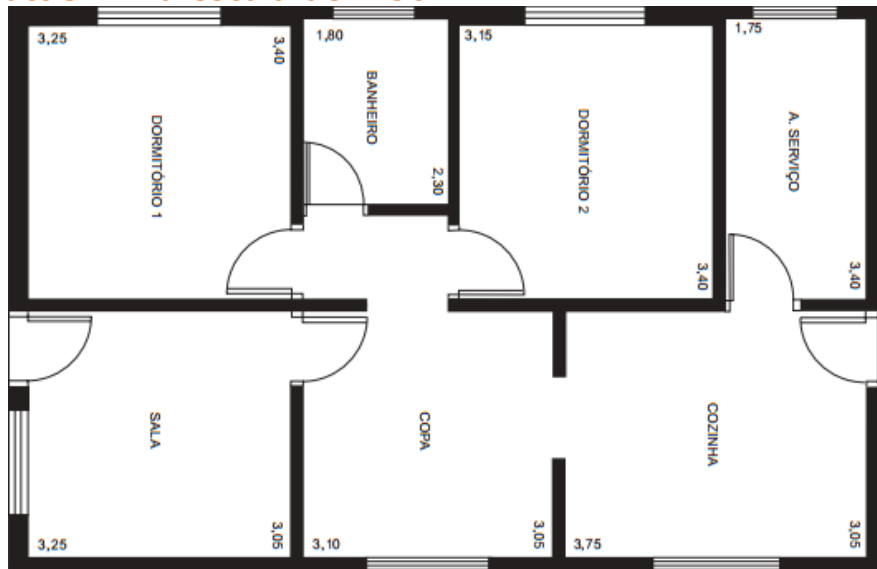 3,25
3,40
DORMITÓRIO 1
1,80
BANHEIRO
2,30
3,15
DORMITÓRIO 2
3,40
1,75
A. SERVIÇO
3,40
SALA
3,25
3,05
COPA
3,10
3,05
COZINHA
3,75
3,05